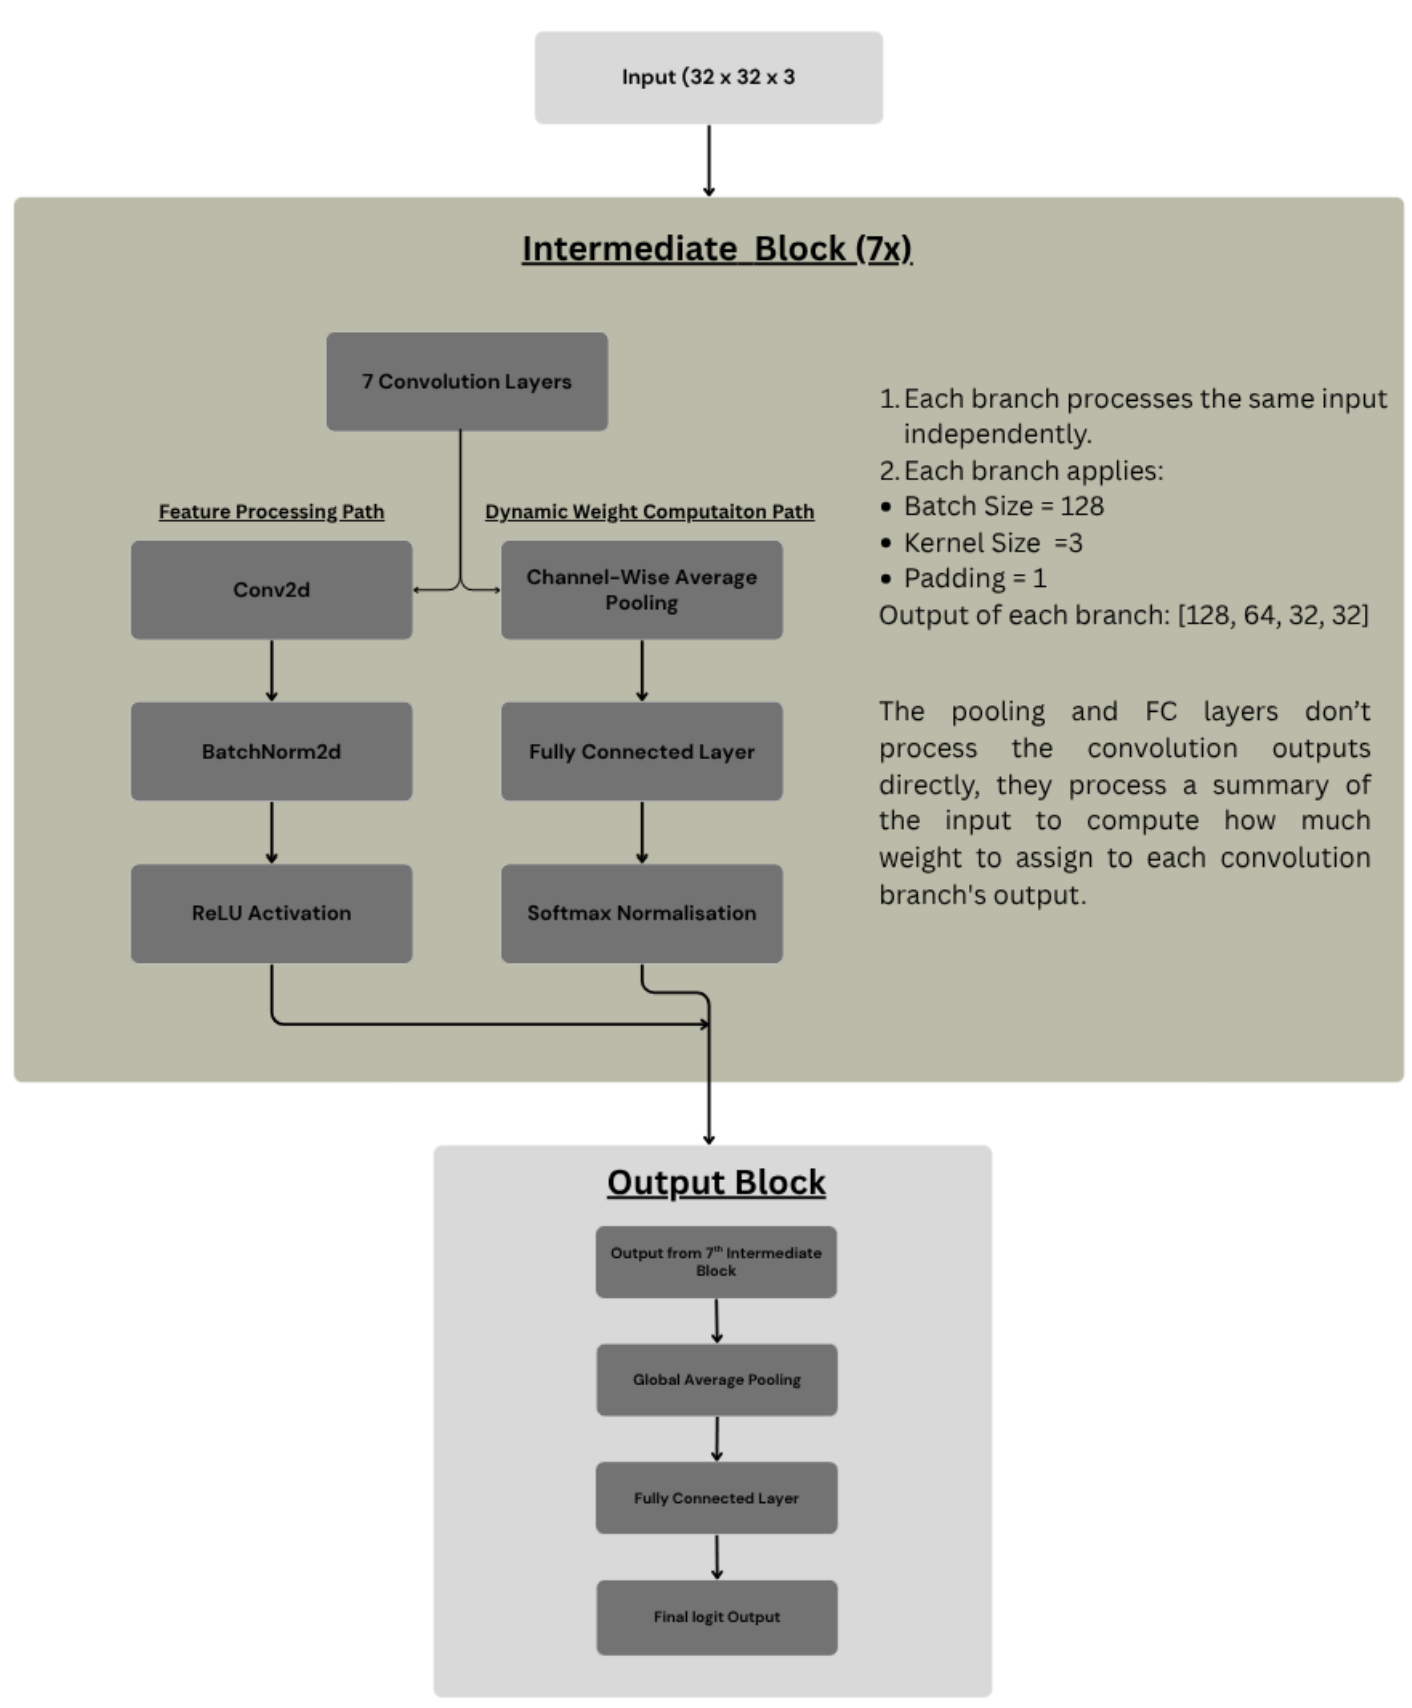 Input (32 x 32 x 3
Intermediate Block (7x)
7 Convolution Layers
Feature Processing Path
Dynamic Weight Computaiton Path
Conv2d
Channel-Wise Average
Pooling
BatchNorm2d
Fully Connected Layer
ReLU Activation
Softmax Normalisation
1. Each branch processes the same input
independently.
2. Each branch applies:
• Batch Size = 128
• Kernel Size =3
• Padding = 1
Output of each branch: [128, 64, 32, 32]
The pooling and FC layers don’t
process the convolution outputs
directly, they process a summary of
the input to compute how much
weight to assign to each convolution
branch's output.
Output Block
Output from 7th Intermediate
Block
Global Average Pooling
Fully Connected Layer
Final logit Output